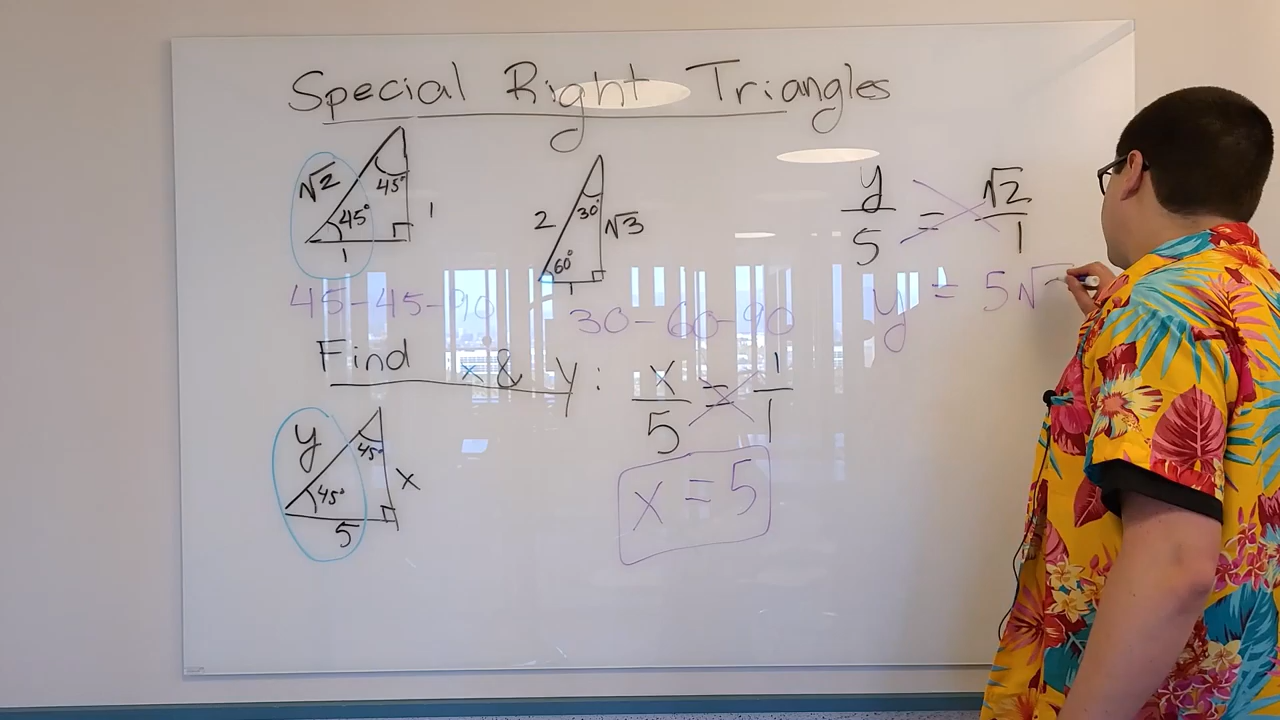 Special Right Triangles
√2
45°
45°
1
1
45-45-90
2
30°
√3
60°
1
30-60-90
Find x & y:
y
45°
45°
x
5
x/5 = 1/1
x = 5
y/5 = √2/1
y = 5√